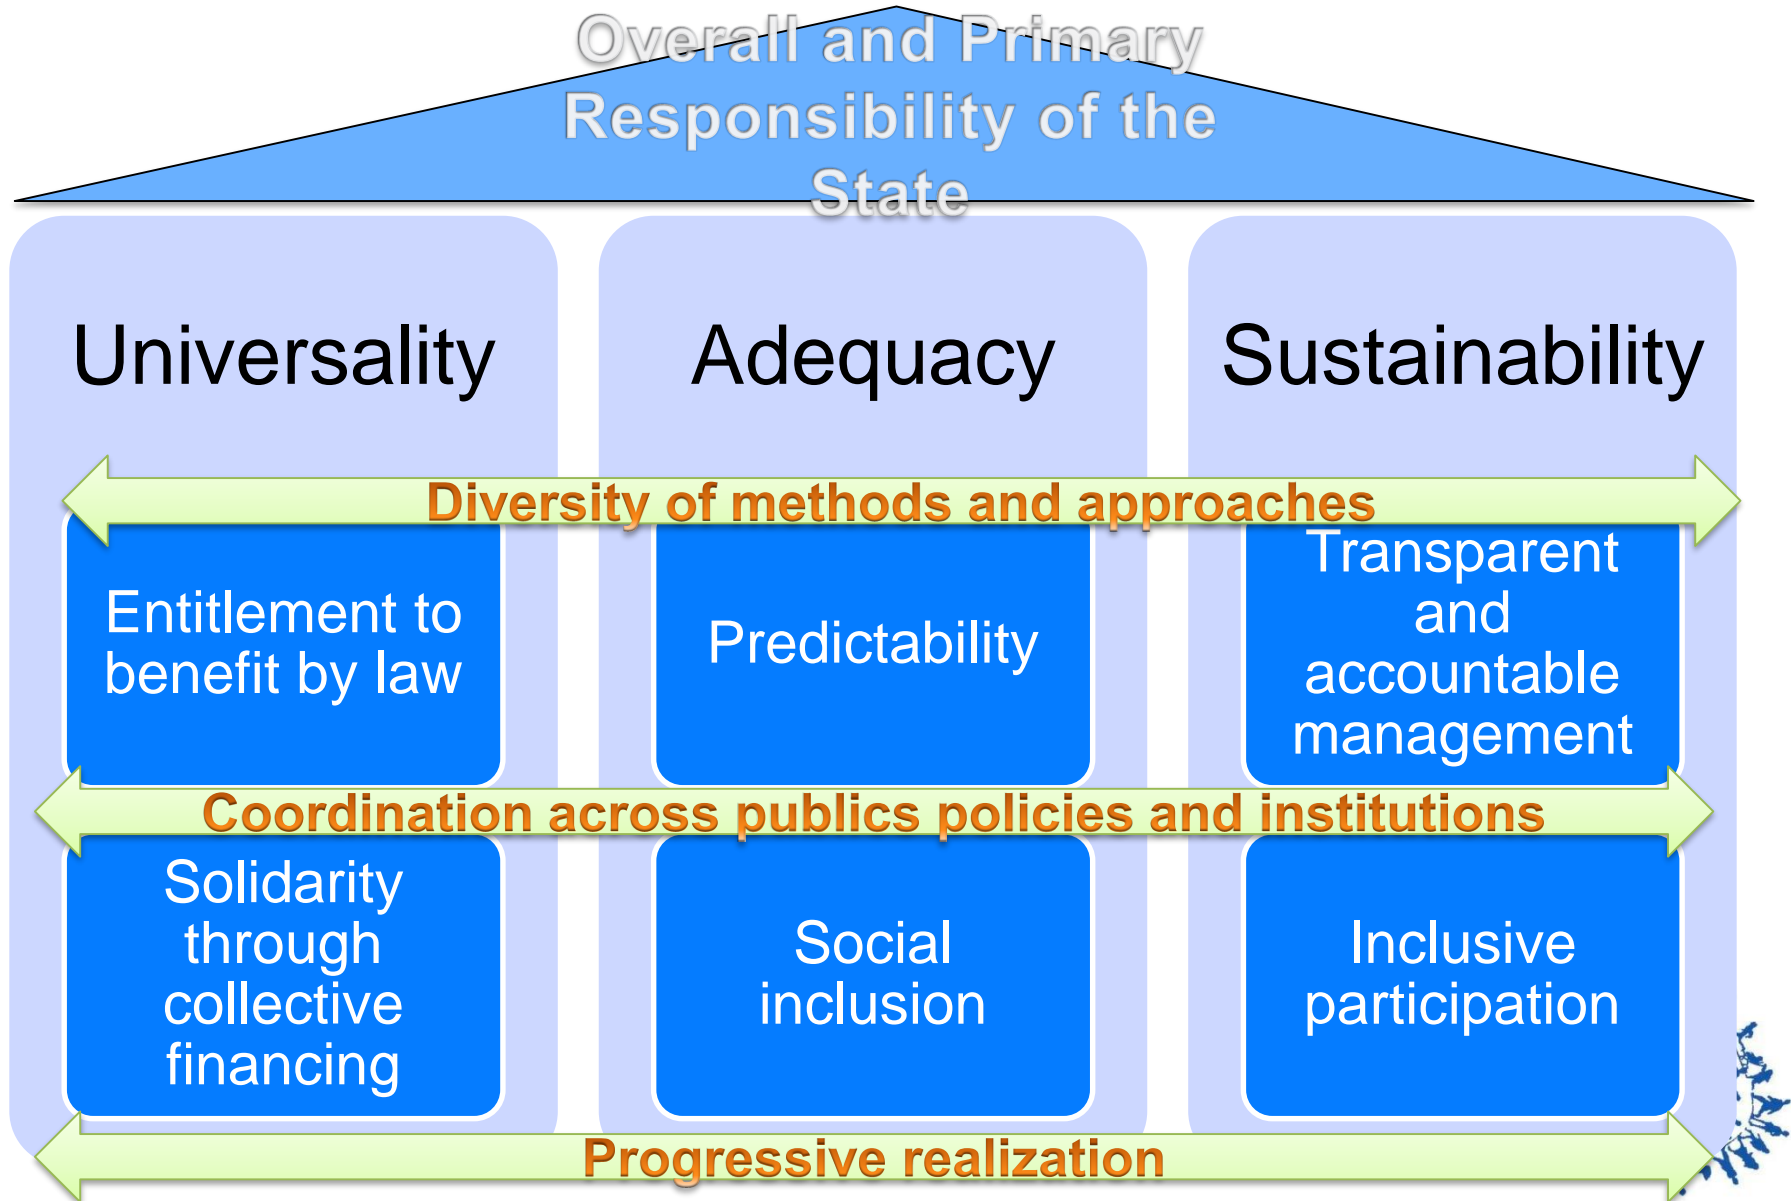 Overall and Primary
Responsibility of the
State
Universality
Adequacy
Sustainability
Diversity of methods and approaches
Entitlement to
benefit by law
Predictability
Transparent
and
accountable
management
Coordination across publics policies and institutions
Solidarity
through
collective
financing
Social
inclusion
Inclusive
participation
Progressive realization